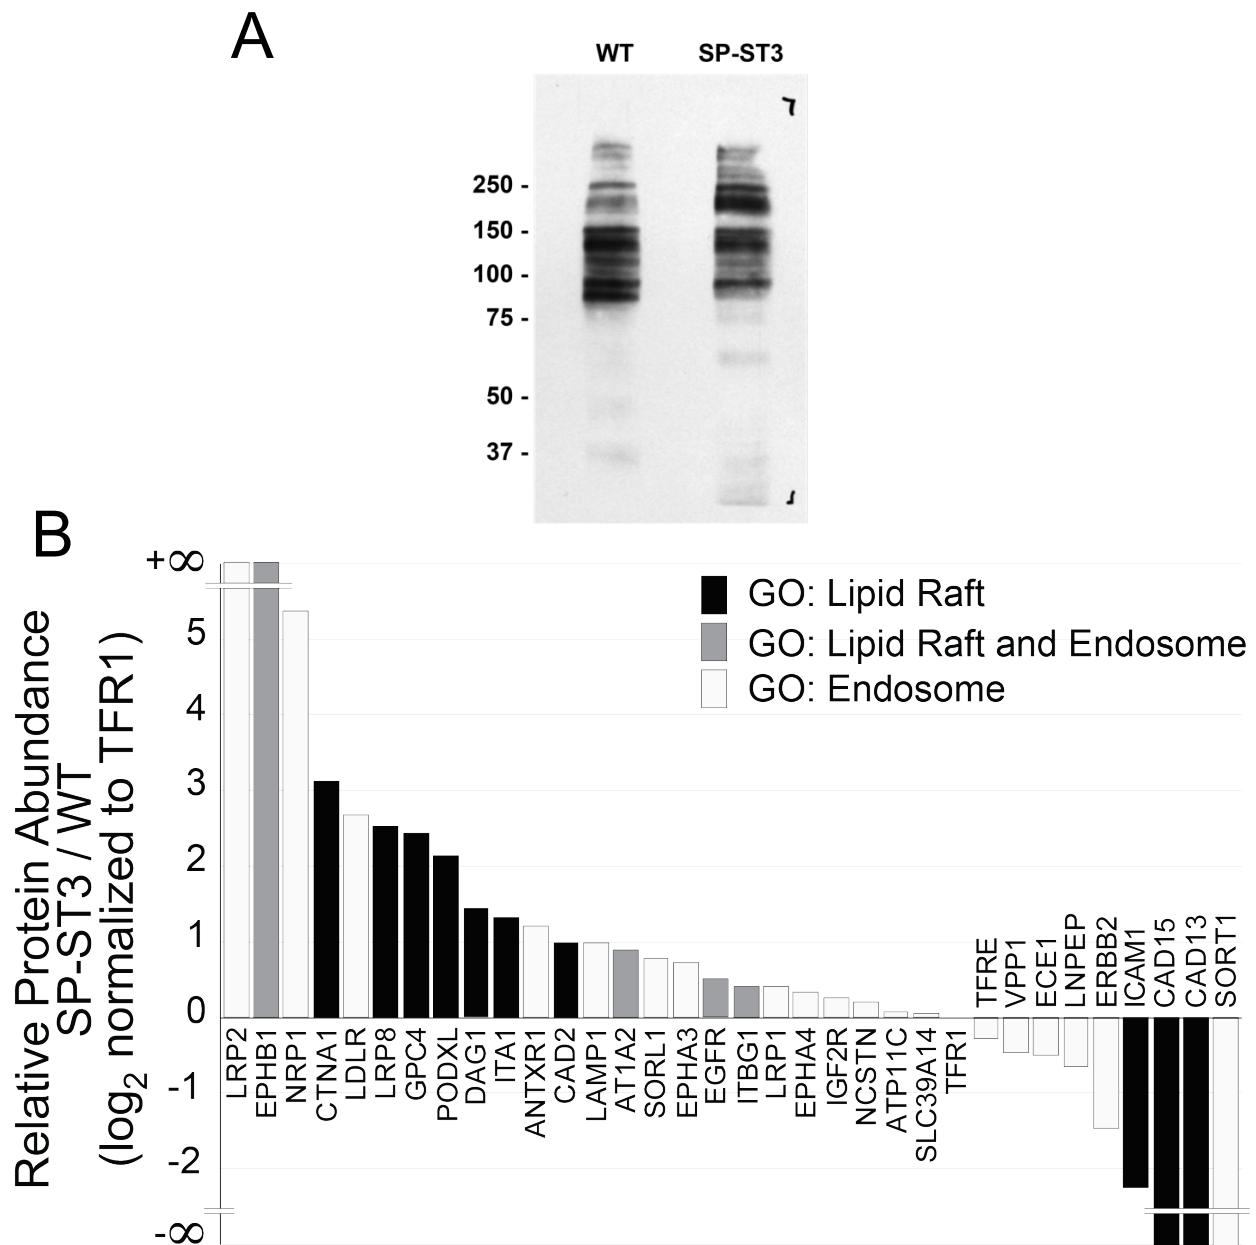 A
WT SP-ST3
250 -
150 -
100 -
75 -
50 -
37 -
B
Relative Protein Abundance
SP-ST3 / WT
(log2 normalized to TFR1)
+∞
5
4
3
2
1
0
-1
-2
-∞
GO: Lipid Raft
GO: Lipid Raft and Endosome
GO: Endosome
LRP2
EPHB1
NRP1
CTNA1
LDLR
LRP8
GPC4
PODXL
DAG1
ITA1
ANTXR1
CAD2
LAMP1
AT1A2
SORL1
EPHA3
EGFR
ITBG1
LRP1
EPHA4
IGF2R
NCSTN
ATP11C
SLC39A14
TFR1
TFRE
VPP1
ECE1
LNPEP
ERBB2
ICAM1
CAD15
CAD13
SORT1